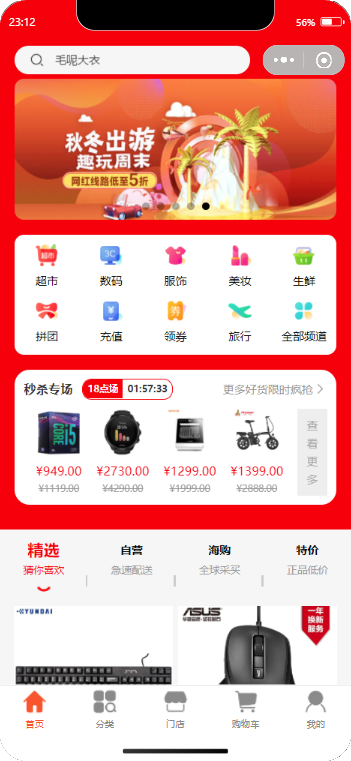 23:12
56%
毛呢大衣
秋冬出游
趣玩周末
网红线路低至5折
超市
3C
¥
券
超市
数码
服饰
美妆
生鲜
拼团
充值
领券
旅行
全部频道
秒杀专场
18点场
01:57:33
更多好货限时疯抢
CORE
i5
¥949.00
¥2730.00
¥1299.00
¥1399.00
¥1119.00
¥4290.00
¥1999.00
¥2888.00
查看更多
精选
自营
海购
特价
猜你喜欢
急速配送
全球采买
正品低价
HYUNDAI
ASUS
一年
换新
服务
首页
分类
门店
购物车
我的